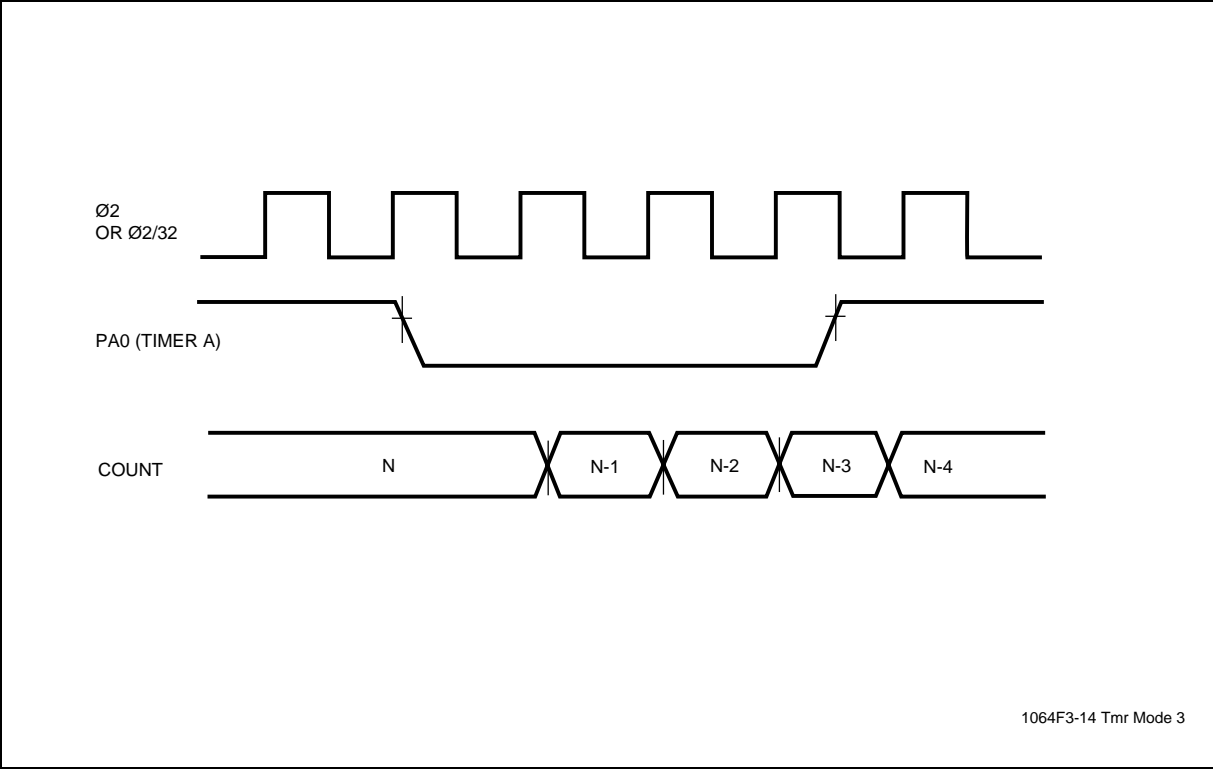 Ø2
OR Ø2/32
PA0 (TIMER A)
COUNT
N
N-1
N-2
N-3
N-4
1064F3-14 Tmr Mode 3